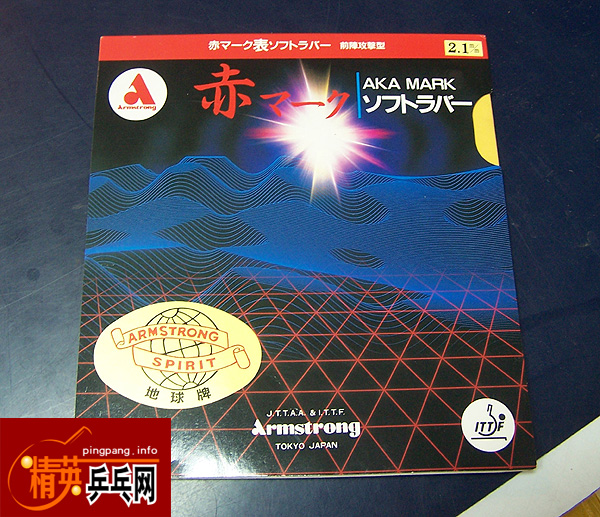 赤マーク表ソフトラバー 前陣攻撃型
2.1
Armstrong
赤マーク
AKA MARK
ソフトラバー
ARMSTRONG
SPIRIT
地球牌
J.T.T.A.A. & I.T.T.F.
Armstrong
TOKYO JAPAN
ITTF
pingpang.info
精英乒乓网